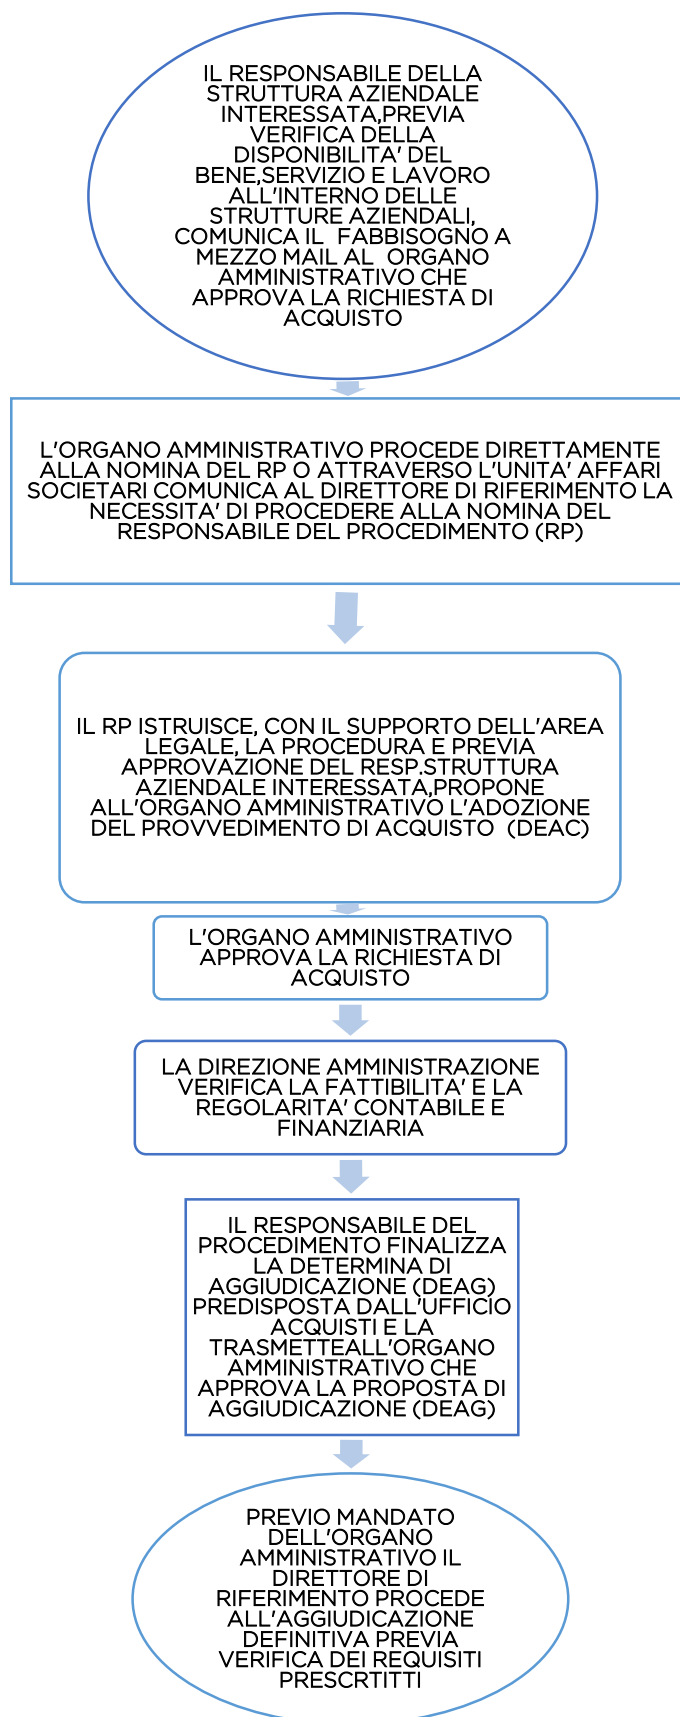 IL RESPONSABILE DELLA
STRUTTURA AZIENDALE
INTERESSATA,PREVIA
VERIFICA DELLA
DISPONIBILITA' DEL
BENE,SERVIZIO E LAVORO
ALL'INTERNO DELLE
STRUTTURE AZIENDALI,
COMUNICA IL FABBISOGNO A
MEZZO MAIL AL ORGANO
AMMINISTRATIVO CHE
APPROVA LA RICHIESTA DI
ACQUISTO
L'ORGANO AMMINISTRATIVO PROCEDE DIRETTAMENTE
ALLA NOMINA DEL RP O ATTRAVERSO L'UNITA' AFFARI
SOCIETARI COMUNICA AL DIRETTORE DI RIFERIMENTO LA
NECESSITA' DI PROCEDERE ALLA NOMINA DEL
RESPONSABILE DEL PROCEDIMENTO (RP)
IL RP ISTRUISCE, CON IL SUPPORTO DELL'AREA
LEGALE, LA PROCEDURA E PREVIA
APPROVAZIONE DEL RESP.STRUTTURA
AZIENDALE INTERESSATA,PROPONE
ALL'ORGANO AMMINISTRATIVO L'ADOZIONE
DEL PROVVEDIMENTO DI ACQUISTO (DEAC)
L'ORGANO AMMINISTRATIVO
APPROVA LA RICHIESTA DI
ACQUISTO
LA DIREZIONE AMMINISTRAZIONE
VERIFICA LA FATTIBILITA' E LA
REGOLARITA' CONTABILE E
FINANZIARIA
IL RESPONSABILE DEL
PROCEDIMENTO FINALIZZA
LA DETERMINA DI
AGGIUDICAZIONE (DEAG)
PREDISPOSTA DALL'UFFICIO
ACQUISTI E LA
TRASMETTEALL'ORGANO
AMMINISTRATIVO CHE
APPROVA LA PROPOSTA DI
AGGIUDICAZIONE (DEAG)
PREVIO MANDATO
DELL'ORGANO
AMMINISTRATIVO IL
DIRETTORE DI
RIFERIMENTO PROCEDE
ALL'AGGIUDICAZIONE
DEFINITIVA PREVIA
VERIFICA DEI REQUISITI
PRESCRTITTI